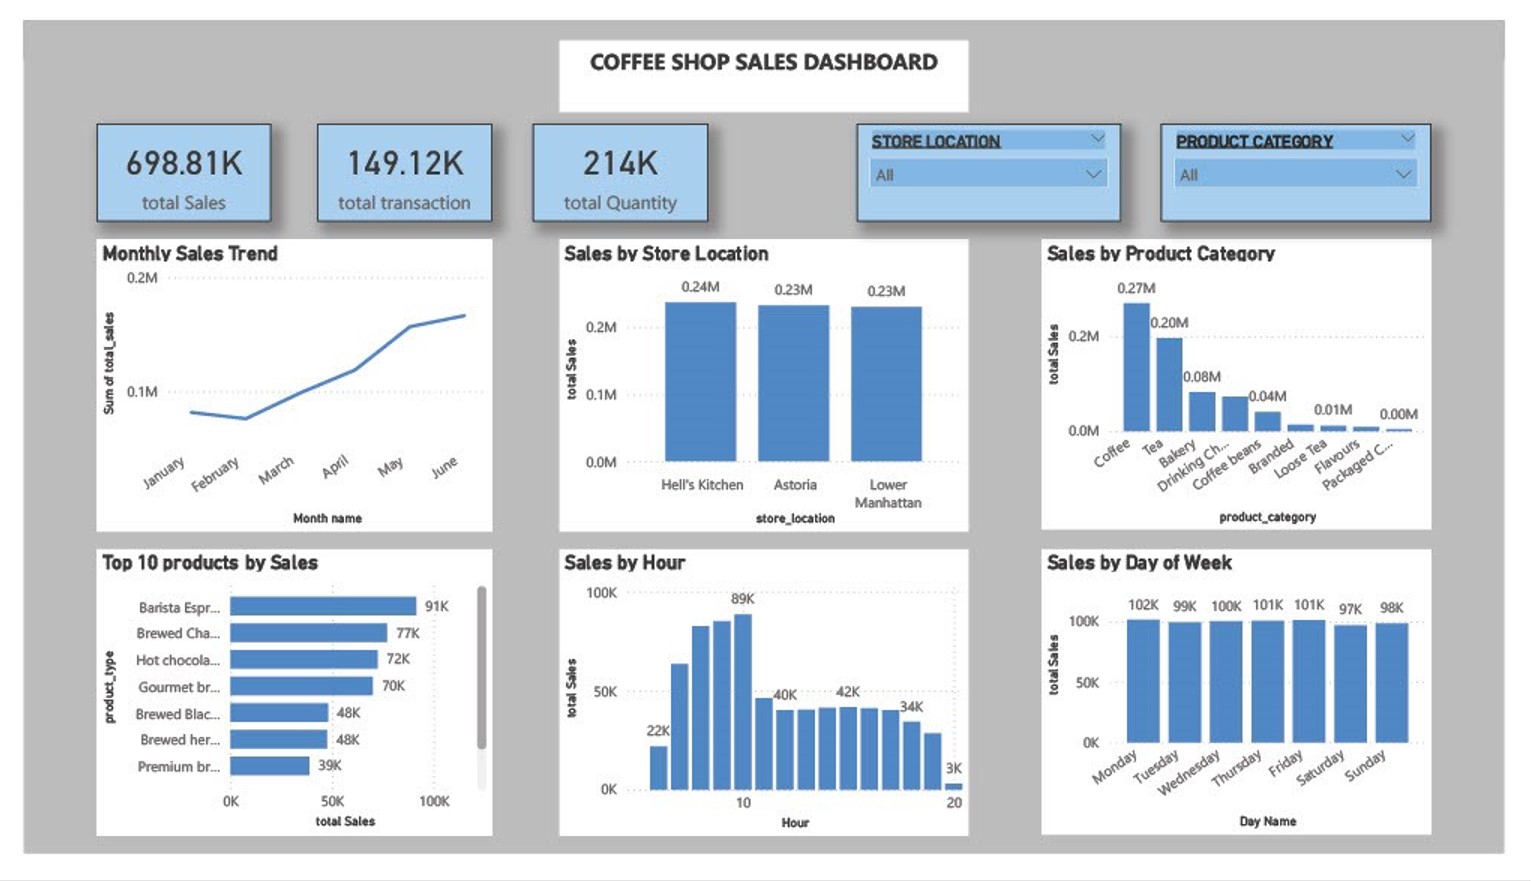 COFFEE SHOP SALES DASHBOARD
698.81K
total Sales
149.12K
total transaction
214K
total Quantity
STORE LOCATION
All
PRODUCT CATEGORY
All
Monthly Sales Trend
0.2M
0.1M
Sum of total_sales
January
February
March
April
May
June
Month name
Sales by Store Location
0.24M
0.23M
0.23M
0.2M
0.1M
0.0M
total Sales
Hell's Kitchen
Astoria
Lower
Manhattan
store_location
Sales by Product Category
0.27M
0.20M
0.08M
0.04M
0.01M
0.00M
0.2M
0.0M
total Sales
Coffee
Tea
Bakery
Drinking Ch...
Coffee beans
Branded
Loose Tea
Flavours
Packaged C...
product_category
Top 10 products by Sales
product_type
Barista Espr...
91K
Brewed Cha...
77K
Hot chocola...
72K
Gourmet br...
70K
Brewed Blac...
48K
Brewed her...
48K
Premium br...
39K
0K
50K
100K
total Sales
Sales by Hour
100K
50K
0K
total Sales
22K
89K
40K
42K
34K
3K
10
20
Hour
Sales by Day of Week
102K
99K
100K
101K
101K
97K
98K
100K
50K
0K
total Sales
Monday
Tuesday
Wednesday
Thursday
Friday
Saturday
Sunday
Day Name